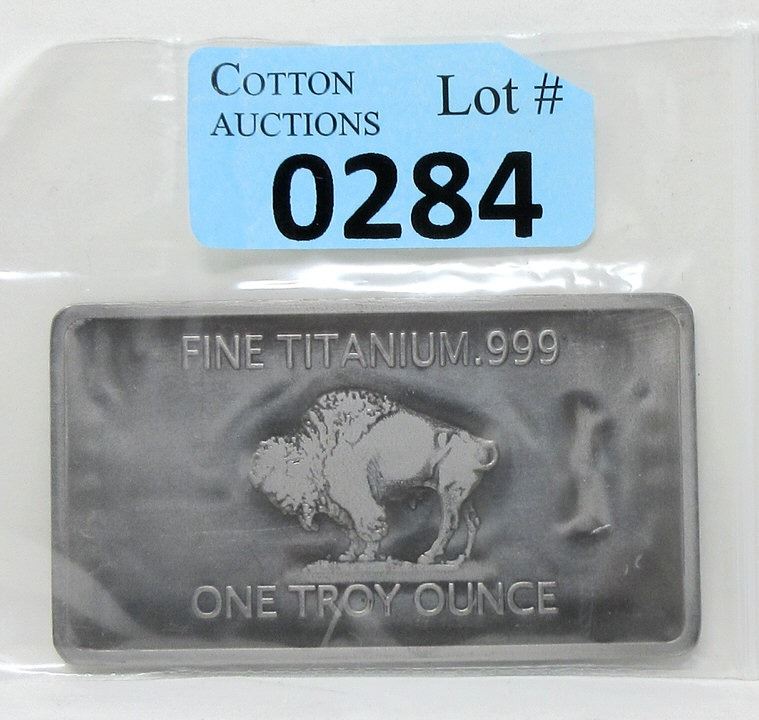 COTTON
AUCTIONS
Lot #
0284
FINE TITANIUM.999
ONE TROY OUNCE